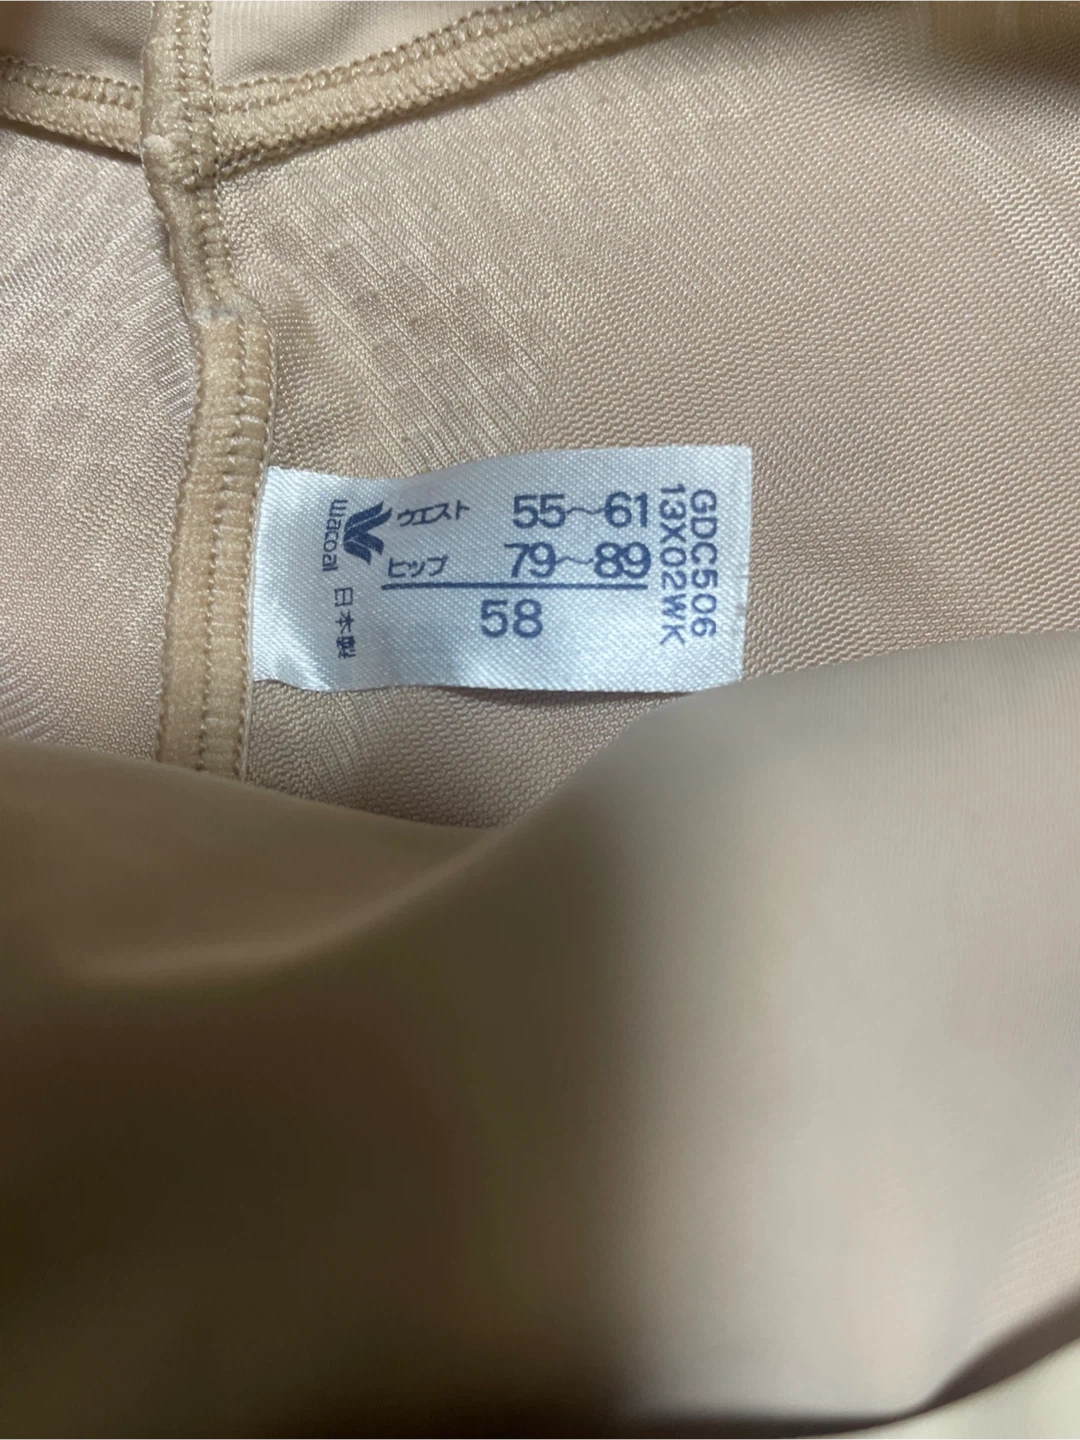 ウエスト 55～61
ヒップ 79～89
58
GDC506
13X02WK
wacoal 日本製